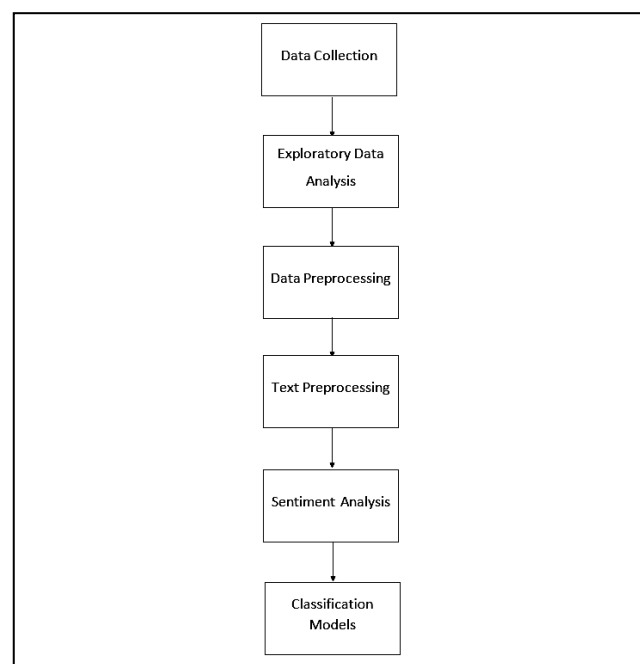 Data Collection
Exploratory Data
Analysis
Data Preprocessing
Text Preprocessing
Sentiment Analysis
Classification
Models